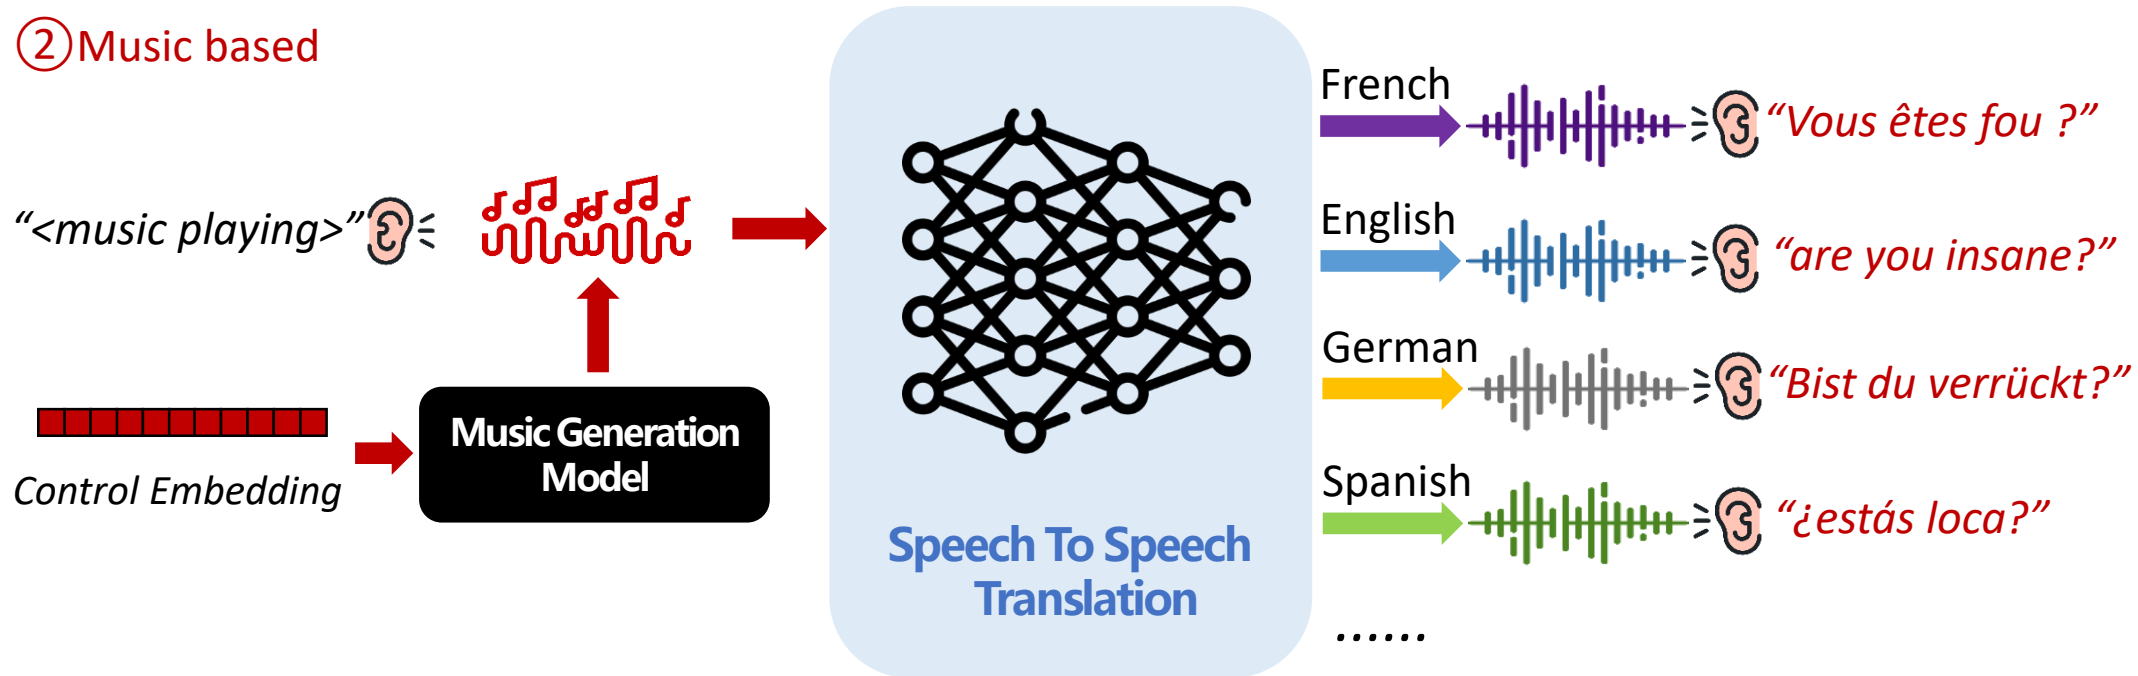 ②Music based
“<music playing>”
Control Embedding
Music Generation
Model
Speech To Speech
Translation
French
“Vous êtes fou ?”
English
“are you insane?”
German
“Bist du verrückt?”
Spanish
“¿estás loca?”
......